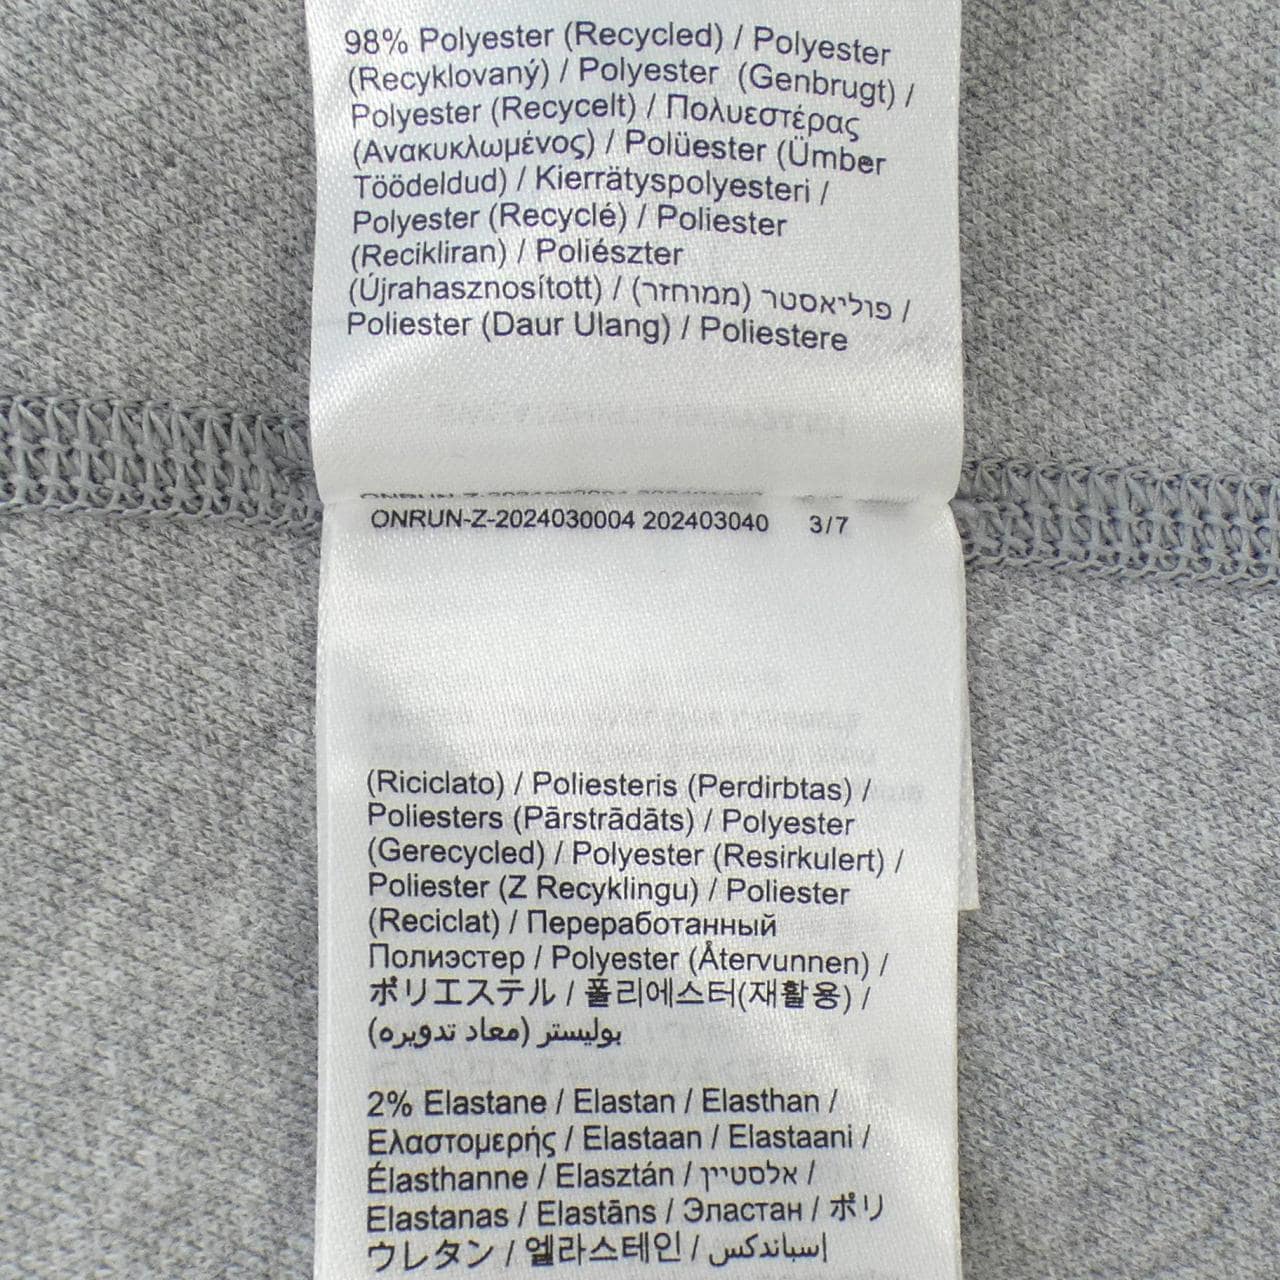 98% Polyester (Recycled) / Polyester
(Recyklovaný) / Polyester (Genbrugt) /
Polyester (Recycelt) / Πολυεστέρας
(Ανακυκλωμένος) / Polüester (Ümber
Töödeldud) / Kierrätyspolyesteri /
Polyester (Recyclé) / Poliester
(Recikliran) / Poliészter
(Újrahasznosított) / פוליאסטר (ממוחזר) /
Poliester (Daur Ulang) / Poliestere
ONRUN-Z-2024030004 202403040 3/7
(Riciclato) / Poliesteris (Perdirbtas) /
Poliesters (Pārstrādāts) / Polyester
(Gerecycled) / Polyester (Resirkulert) /
Poliester (Z Recyklingu) / Poliester
(Reciclat) / Переработанный
Полиэстер / Polyester (Återvunnen) /
ポリエステル / 폴리에스터(재활용) /
بوليستر (معاد تدويره)
2% Elastane / Elastan / Elasthan /
Ελαστομερής / Elastaan / Elastaani /
Élasthanne / Elasztán / אלסטיין /
Elastanas / Elastāns / Эластан / ポリ
ウレタン / 엘라스테인 / إسباندكس